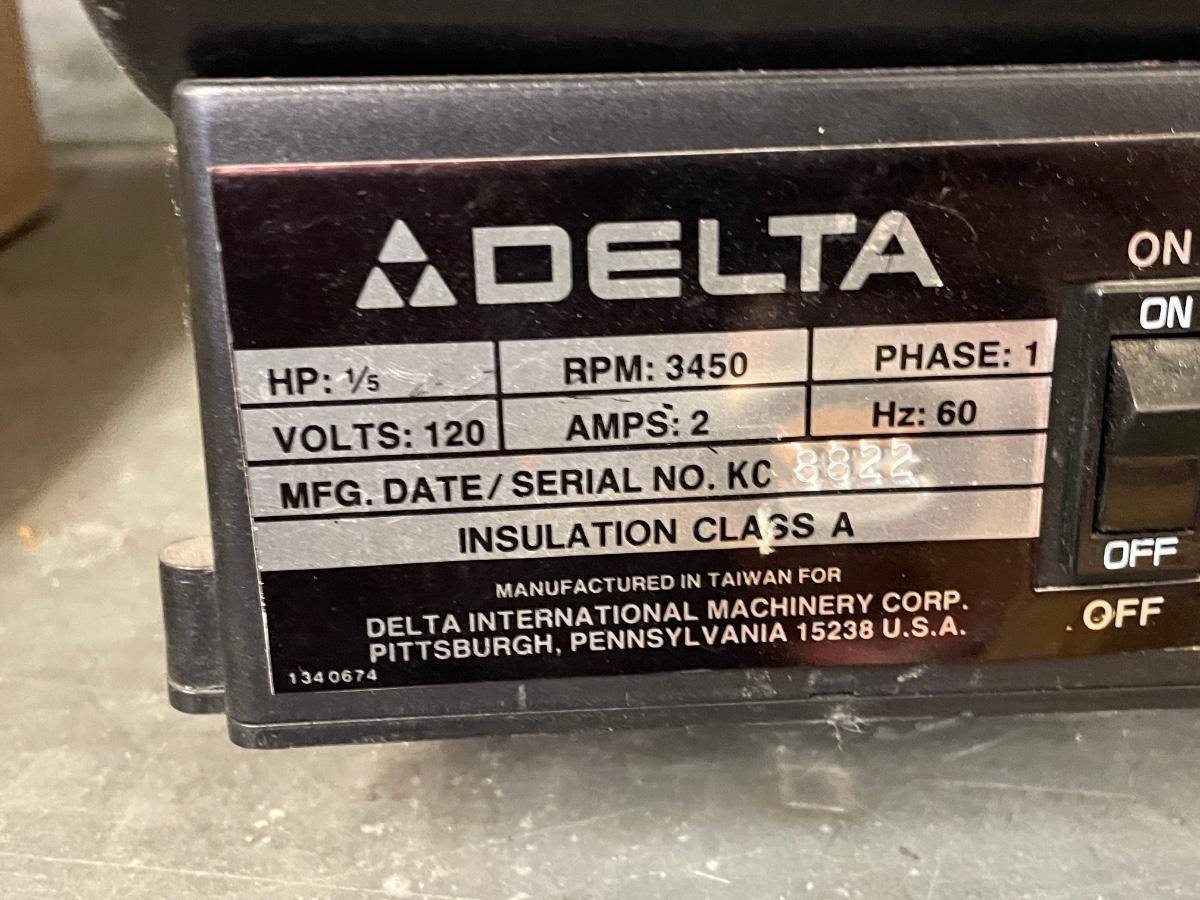 DELTA
ON
ON
HP: 1/5 RPM: 3450 PHASE: 1
VOLTS: 120 AMPS: 2 Hz: 60
MFG. DATE/SERIAL NO. KC 8822
INSULATION CLASS A
MANUFACTURED IN TAIWAN FOR
DELTA INTERNATIONAL MACHINERY CORP.
PITTSBURGH, PENNSYLVANIA 15238 U.S.A.
1340674
OFF
OFF